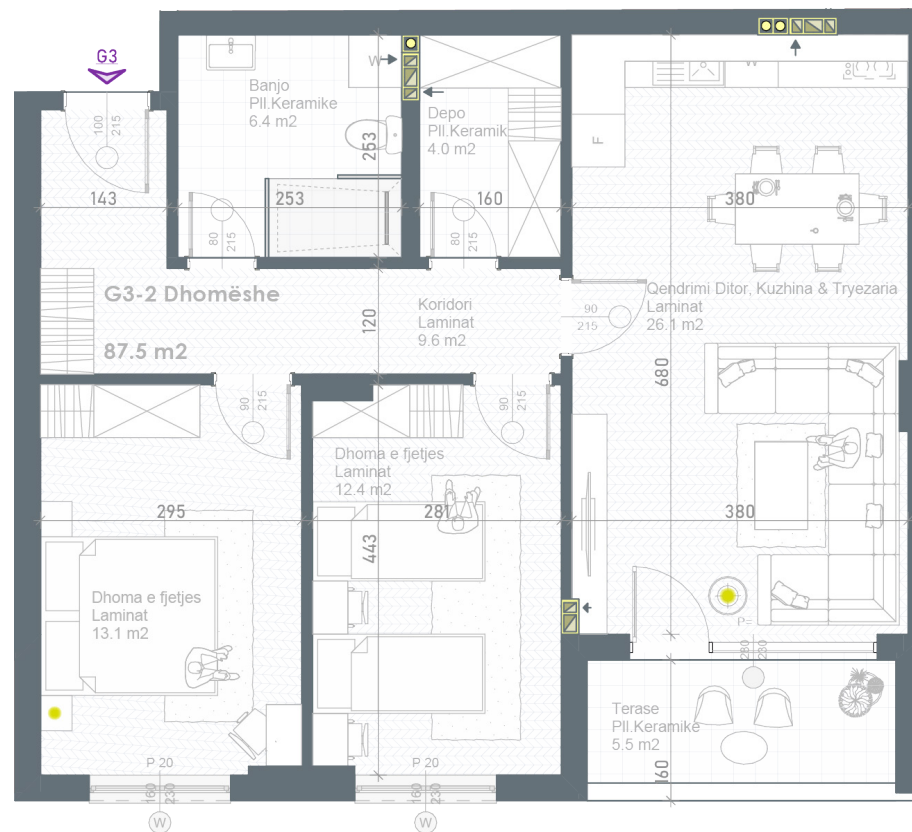 G3
100
215
W
Banjo
Pll.Keramike
6.4 m2
253
Depo
Pll.Keramik
4.0 m2
F
143
253
160
380
80
215
80
215
G3-2 Dhomëshe
87.5 m2
Koridori
Laminat
9.6 m2
120
90
215
Qendrimi Ditor, Kuzhina & Tryezaria
Laminat
26.1 m2
680
90
215
90
215
Dhoma e fjetjes
Laminat
12.4 m2
295
281
380
443
Dhoma e fjetjes
Laminat
13.1 m2
P=
280
230
Terase
Pll.Keramike
5.5 m2
160
P 20
160
230
W
P 20
160
230
W